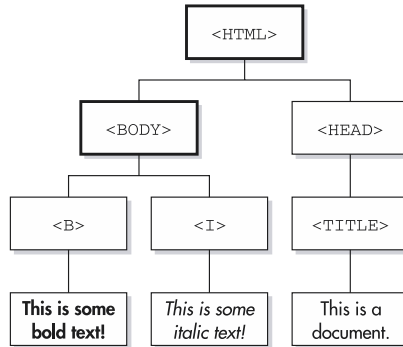 <HTML>
<BODY>
<HEAD>
<B>
<I>
<TITLE>
This is some
bold text!
This is some
italic text!
This is a
document.